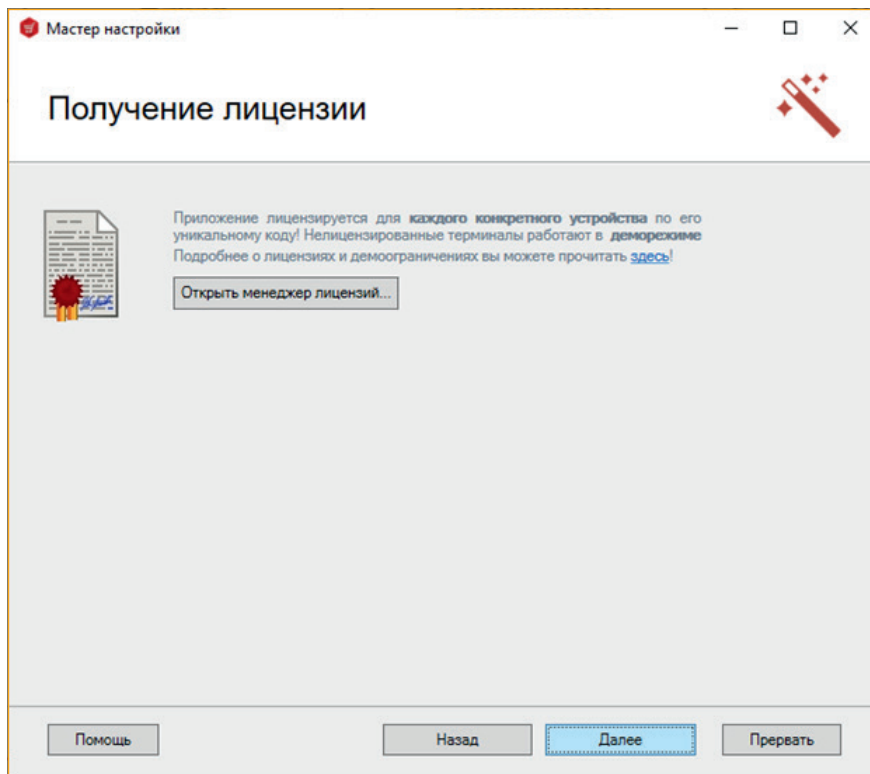 Мастер настройки
Получение лицензии
Приложение лицензируется для каждого конкретного устройства по его
уникальному коду! Нелицензированные терминалы работают в деморежиме
Подробнее о лицензиях и демоограничениях вы можете прочитать здесь!
Открыть менеджер лицензий...
Помощь
Назад
Далее
Прервать